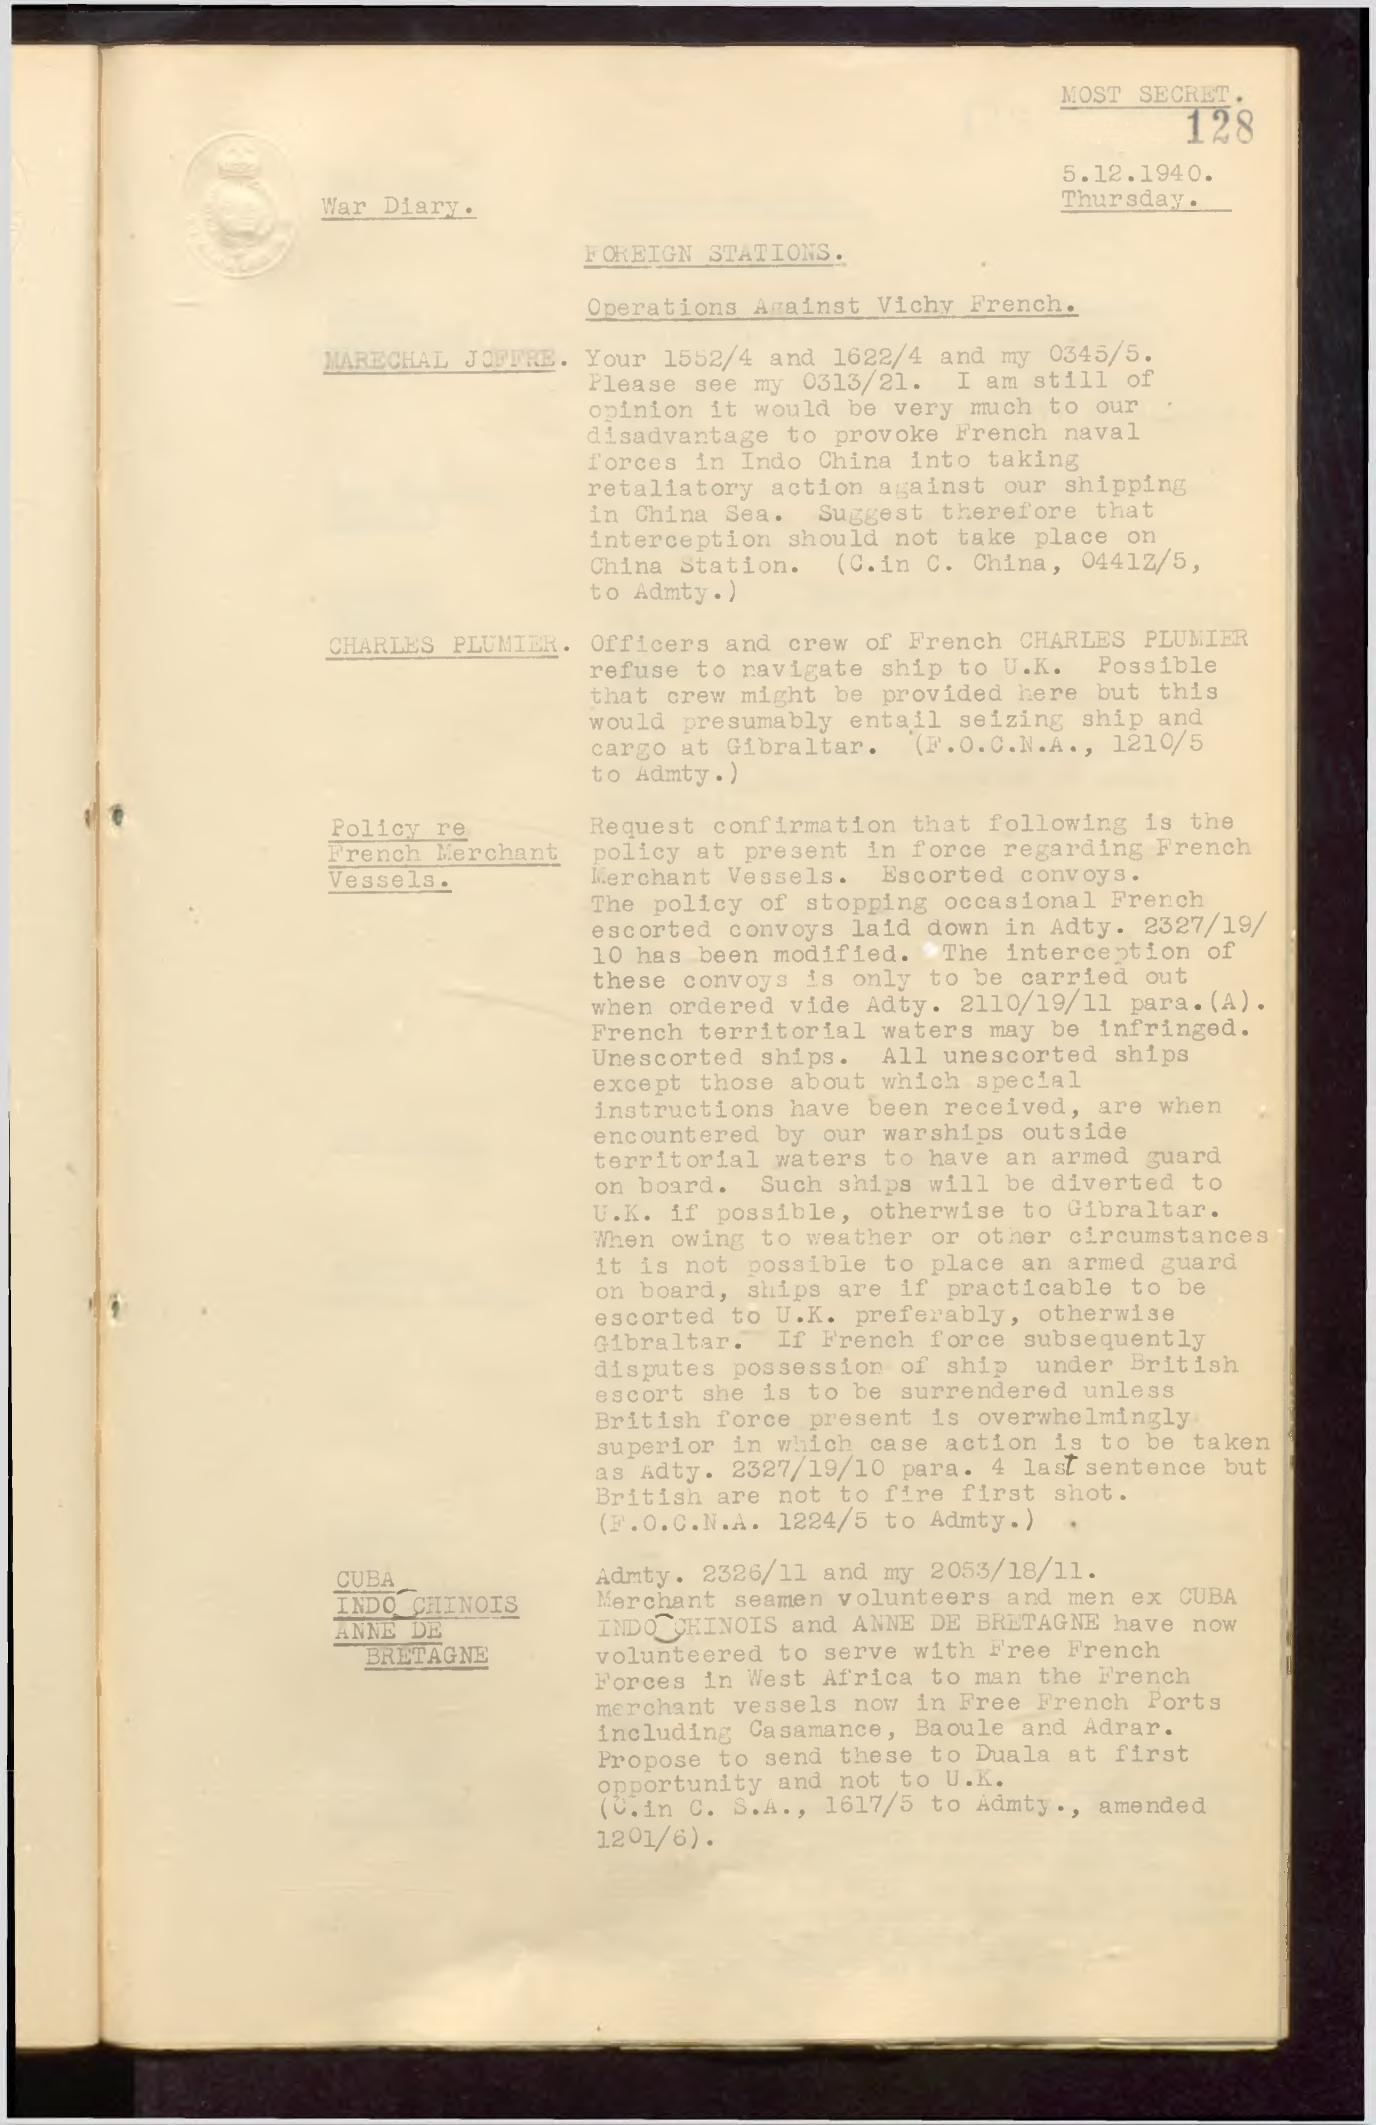 MOST SECRET.
128
5.12.1940.
Thursday.
War Diary.
FOREIGN STATIONS.
Operations Against Vichy French.
MARECHAL JOFFRE. Your 1552/4 and 1622/4 and my 0345/5.
Please see my 0313/21. I am still of
opinion it would be very much to our
disadvantage to provoke French naval
forces in Indo China into taking
retaliatory action against our shipping
in China Sea. Suggest therefore that
interception should not take place on
China Station. (C.in C. China, 0441Z/5,
to Admty.)
CHARLES PLUMIER. Officers and crew of French CHARLES PLUMIER
refuse to navigate ship to U.K. Possible
that crew might be provided here but this
would presumably entail seizing ship and
cargo at Gibraltar. (F.O.C.N.A., 1210/5
to Admty.)
Policy re
French Merchant
Vessels.
Request confirmation that following is the
policy at present in force regarding French
Merchant Vessels. Escorted convoys.
The policy of stopping occasional French
escorted convoys laid down in Adty. 2327/19/
10 has been modified. The interception of
these convoys is only to be carried out
when ordered vide Adty. 2110/19/11 para.(A).
French territorial waters may be infringed.
Unescorted ships. All unescorted ships
except those about which special
instructions have been received, are when
encountered by our warships outside
territorial waters to have an armed guard
on board. Such ships will be diverted to
U.K. if possible, otherwise to Gibraltar.
When owing to weather or other circumstances
it is not possible to place an armed guard
on board, ships are if practicable to be
escorted to U.K. preferably, otherwise
Gibraltar. If French force subsequently
disputes possession of ship under British
escort she is to be surrendered unless
British force present is overwhelmingly
superior in which case action is to be taken
as Adty. 2327/19/10 para. 4 last sentence but
British are not to fire first shot.
(F.O.C.N.A. 1224/5 to Admty.)
CUBA
INDO CHINOIS
ANNE DE
BRETAGNE
Admty. 2326/11 and my 2053/18/11.
Merchant seamen volunteers and men ex CUBA
INDO CHINOIS and ANNE DE BRETAGNE have now
volunteered to serve with Free French
Forces in West Africa to man the French
merchant vessels now in Free French Ports
including Casamance, Baoule and Adrar.
Propose to send these to Duala at first
opportunity and not to U.K.
(C.in C. S.A., 1617/5 to Admty., amended
1201/6).